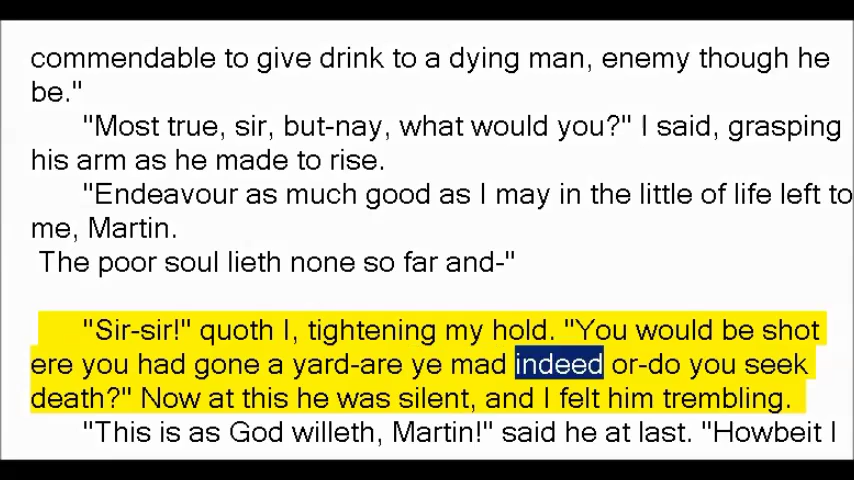 commendable to give drink to a dying man, enemy though he
be."
"Most true, sir, but-nay, what would you?" I said, grasping
his arm as he made to rise.
"Endeavour as much good as I may in the little of life left to
me, Martin.
The poor soul lieth none so far and-"
"Sir-sir!" quoth I, tightening my hold. "You would be shot
ere you had gone a yard-are ye mad indeed or-do you seek
death?" Now at this he was silent, and I felt him trembling.
"This is as God willeth, Martin!" said he at last. "Howbeit I